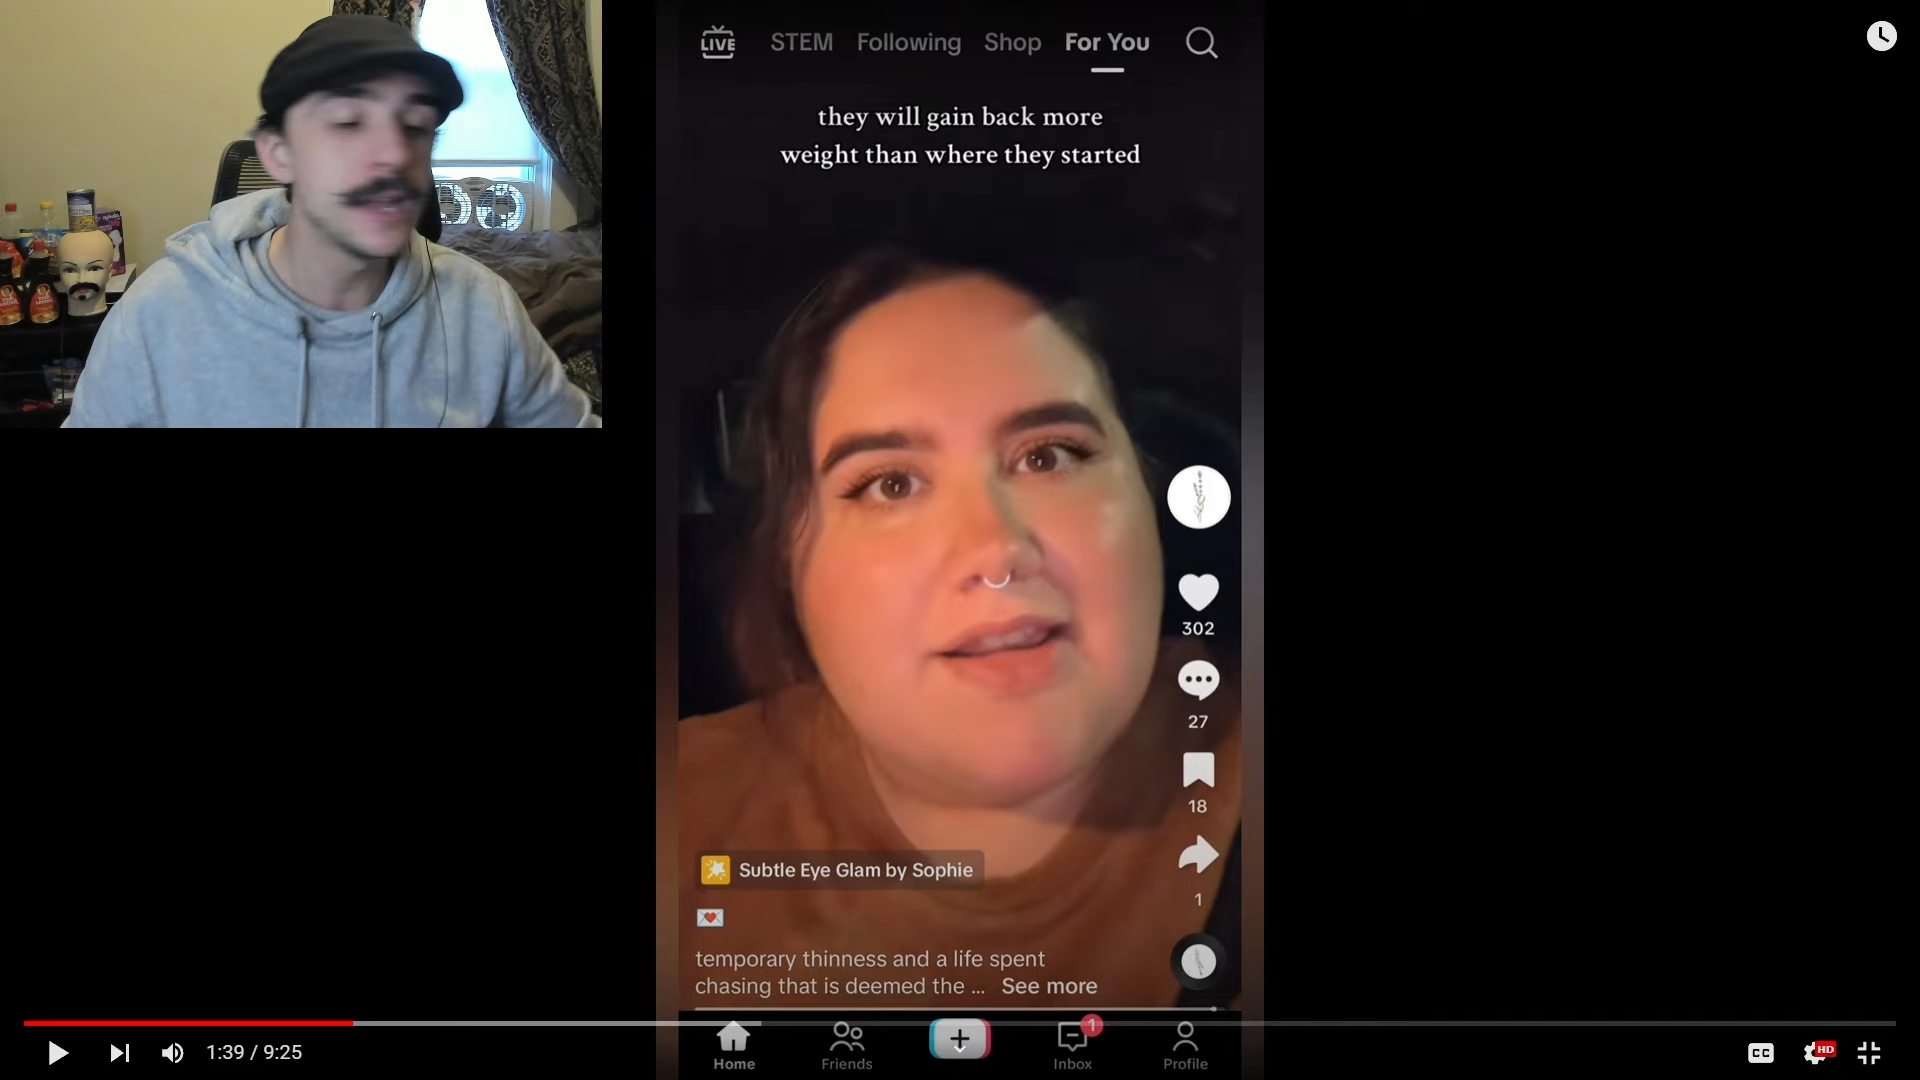 LIVE
STEM
Following
Shop
For You
they will gain back more
weight than where they started
302
27
18
1
Subtle Eye Glam by Sophie
temporary thinness and a life spent
chasing that is deemed the ... See more
Home
Friends
1
Inbox
Profile
1:39 / 9:25
CC
HD